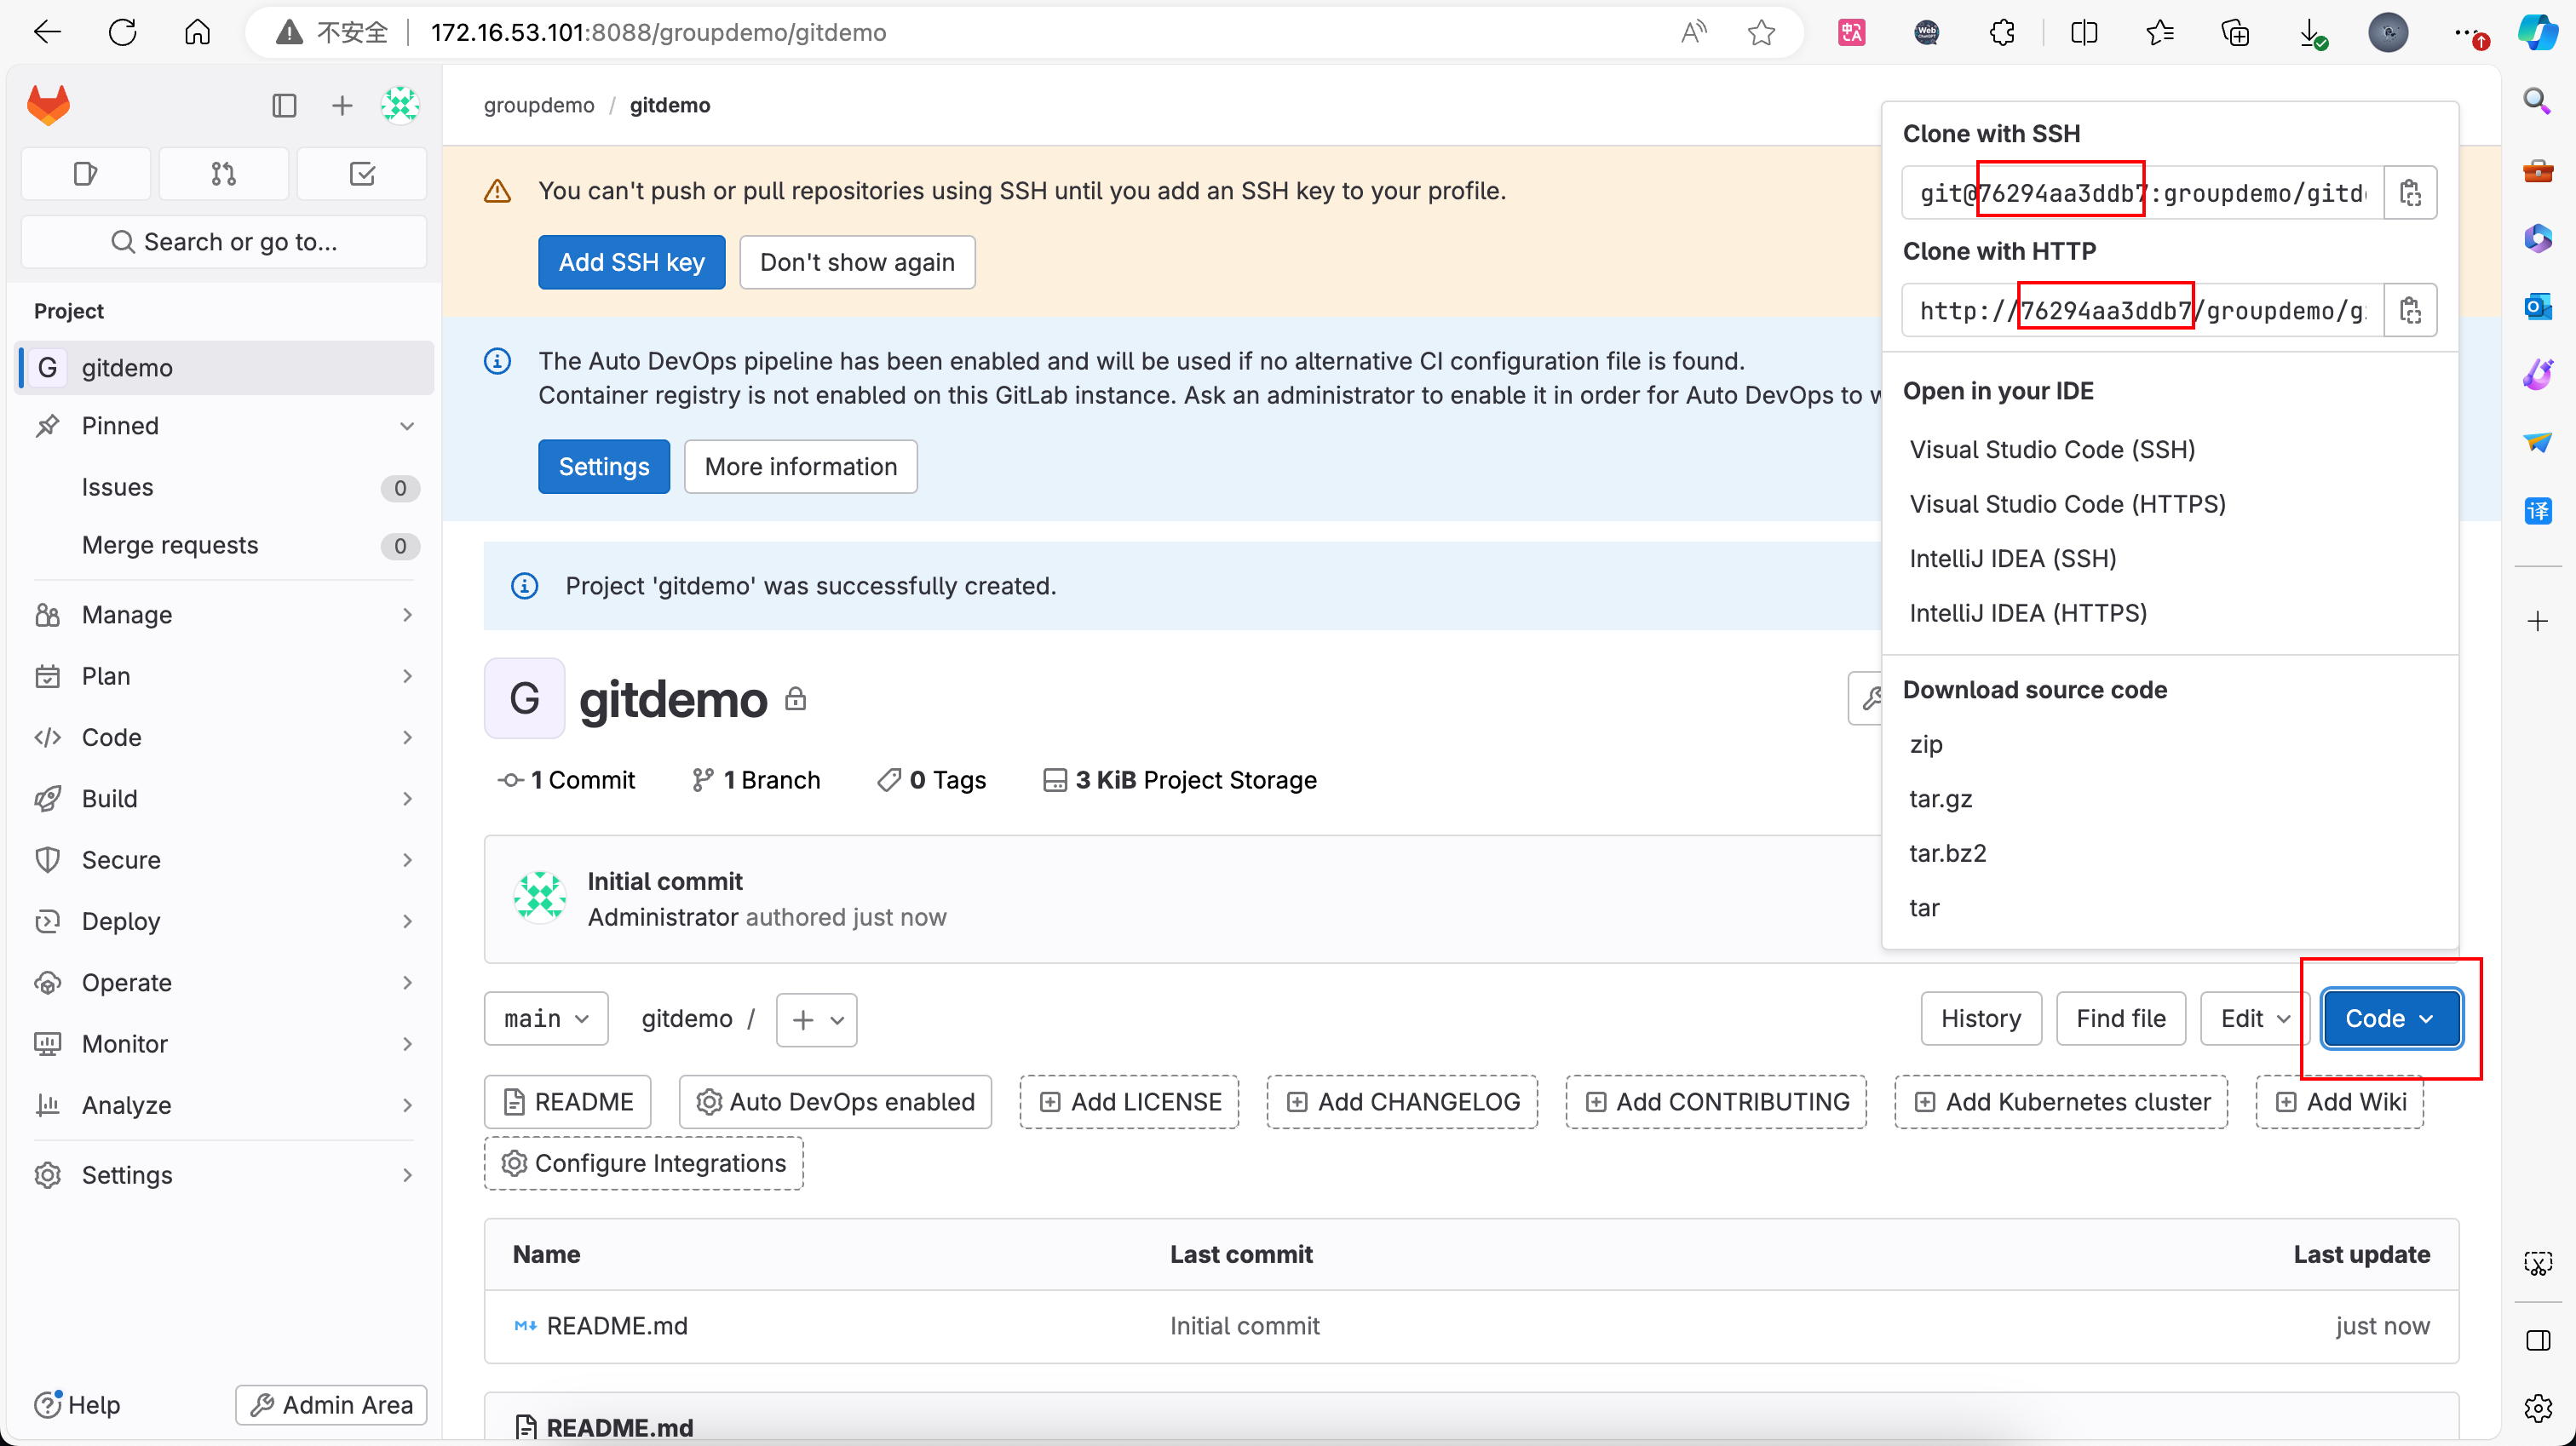 不安全
172.16.53.101:8088/groupdemo/gitdemo
Search or go to...
Project
G gitdemo
Pinned
Issues 0
Merge requests 0
Manage
Plan
Code
Build
Secure
Deploy
Operate
Monitor
Analyze
Settings
Help
Admin Area
groupdemo / gitdemo
You can't push or pull repositories using SSH until you add an SSH key to your profile.
Add SSH key Don't show again
The Auto DevOps pipeline has been enabled and will be used if no alternative CI configuration file is found.
Container registry is not enabled on this GitLab instance. Ask an administrator to enable it in order for Auto DevOps to w
Settings More information
Project 'gitdemo' was successfully created.
G gitdemo
1 Commit 1 Branch 0 Tags 3 KiB Project Storage
Initial commit
Administrator authored just now
Clone with SSH
git@76294aa3ddb7:groupdemo/gitd
Clone with HTTP
http://76294aa3ddb7/groupdemo/g
Open in your IDE
Visual Studio Code (SSH)
Visual Studio Code (HTTPS)
IntelliJ IDEA (SSH)
IntelliJ IDEA (HTTPS)
Download source code
zip
tar.gz
tar.bz2
tar
main gitdemo / + History Find file Edit Code
README Auto DevOps enabled Add LICENSE Add CHANGELOG Add CONTRIBUTING Add Kubernetes cluster Add Wiki
Configure Integrations
Name Last commit Last update
README.md Initial commit just now
README.md
译